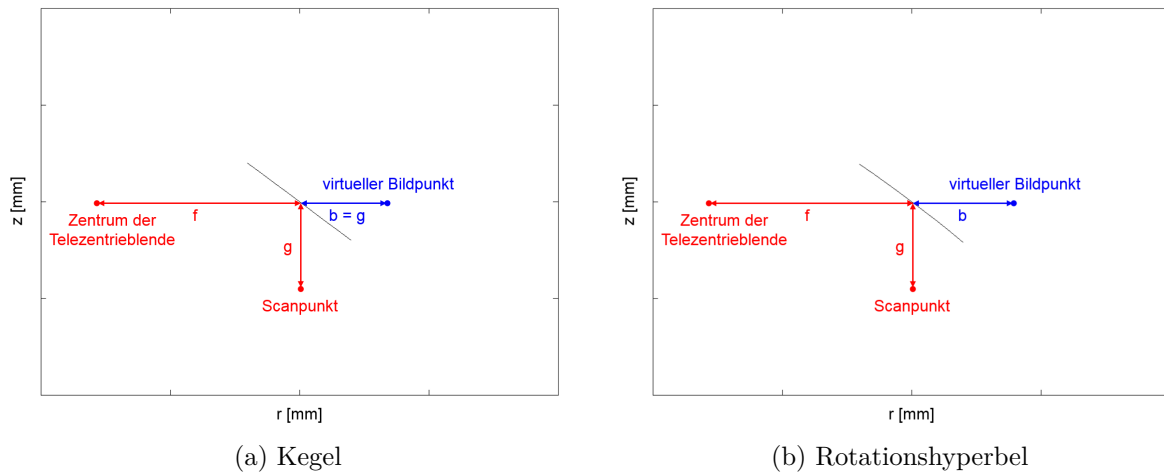 z [mm]
virtueller Bildpunkt
f
b = g
Zentrum der
Telezentrieblende
g
Scanpunkt
r [mm]
(a) Kegel
z [mm]
virtueller Bildpunkt
f
b
Zentrum der
Telezentrieblende
g
Scanpunkt
r [mm]
(b) Rotationshyperbel